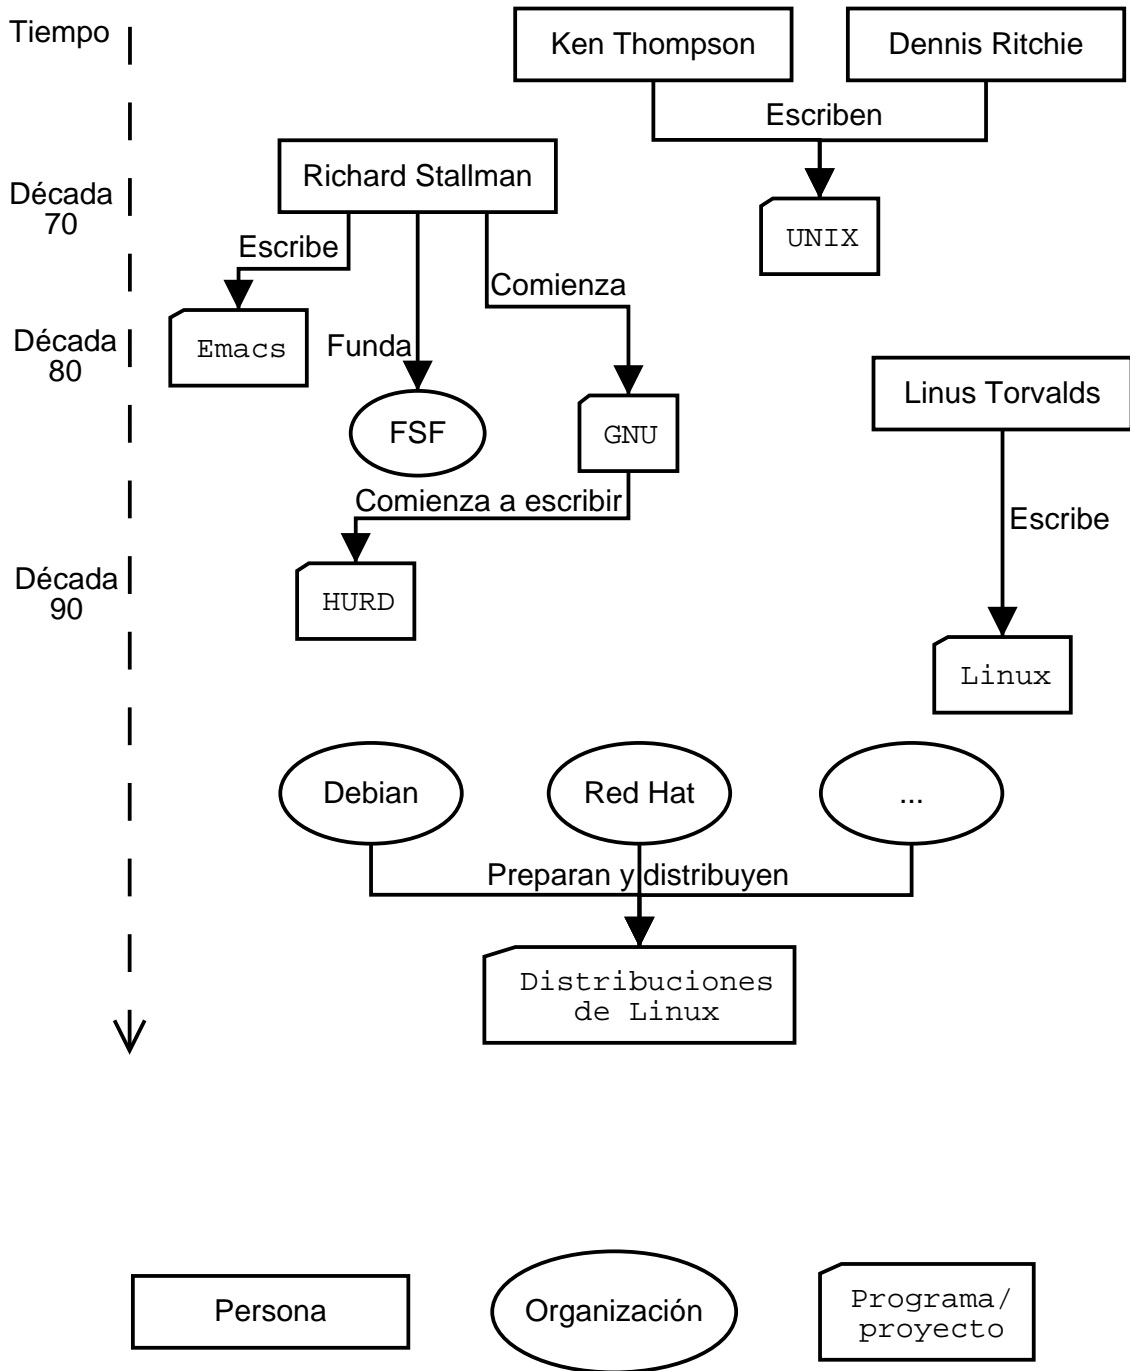 Tiempo
Ken Thompson
Dennis Ritchie
Escriben
Richard Stallman
Década
70
UNIX
Escribe
Comienza
Emacs
Funda
Década
80
Linus Torvalds
FSF
GNU
Comienza a escribir
Escribe
Década
90
HURD
Linux
Debian
Red Hat
...
Preparan y distribuyen
Distribuciones
de Linux
Persona
Organización
Programa/
proyecto